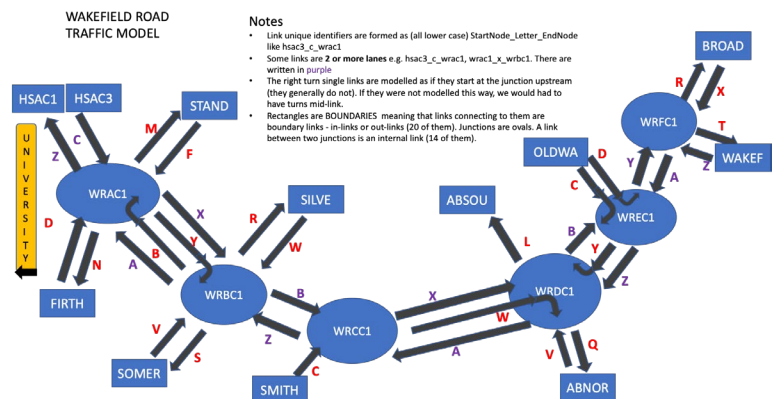 WAKEFIELD ROAD
TRAFFIC MODEL
Notes
• Link unique identifiers are formed as (all lower case) StartNode_Letter_EndNode
like hsac3_c_wrac1
• Some links are 2 or more lanes e.g. hsac3_c_wrac1, wrac1_x_wrbc1. There are
written in purple
• The right turn single links are modelled as if they start at the junction upstream
(they generally do not). If they were not modelled this way, we would had to
have turns mid-link.
• Rectangles are BOUNDARIES meaning that links connecting to them are
boundary links - in-links or out-links (20 of them). Junctions are ovals. A link
between two junctions is an internal link (14 of them).
BROAD
HSAC1
HSAC3
STAND
M
R
X
F
C
Z
WRFC1
T
WAKEF
UNIVERSITY
OLDWA
D
Y
Z
A
C
WRAC1
X
R
SILVE
ABSOU
WREC1
D
B
Y
W
L
B
Y
N
A
Z
FIRTH
WRBC1
B
X
WRDC1
W
V
Z
WRCC1
A
V
Q
S
C
SOMER
SMITH
ABNOR